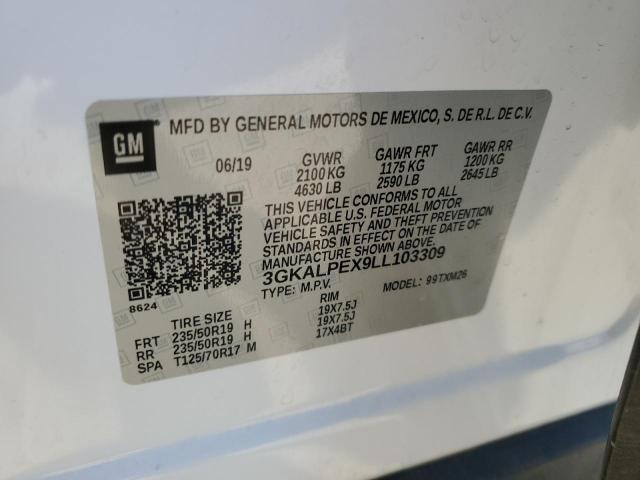 GM
MFD BY GENERAL MOTORS DE MEXICO, S. DE R.L. DE C.V.
06/19 GVWR GAWR FRT GAWR RR
2100 KG 1175 KG 1200 KG
4630 LB 2590 LB 2645 LB
THIS VEHICLE CONFORMS TO ALL
APPLICABLE U.S. FEDERAL MOTOR
VEHICLE SAFETY AND THEFT PREVENTION
STANDARDS IN EFFECT ON THE DATE OF
MANUFACTURE SHOWN ABOVE.
3GKALPEX9LL103309
TYPE: M.P.V. MODEL: 99TXM26
8624
TIRE SIZE RIM
FRT 235/50R19 H 19X7.5J
RR 235/50R19 H 19X7.5J
SPA T125/70R17 M 17X4BT